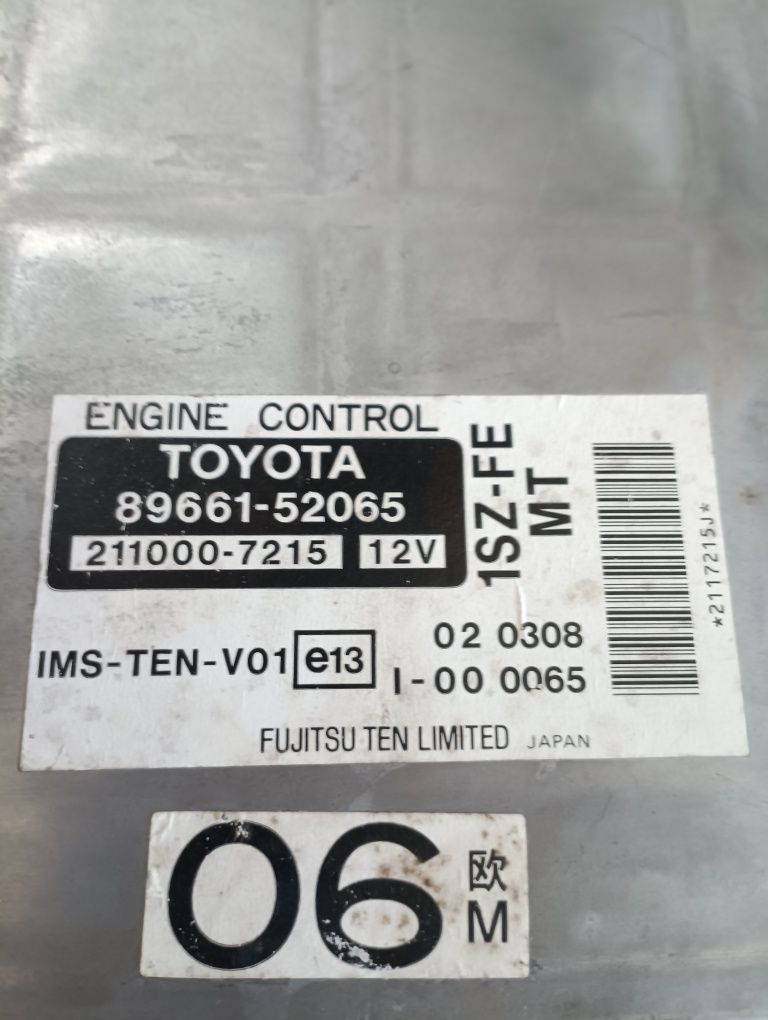 ENGINE CONTROL
TOYOTA
89661-52065
211000-7215 12V
1SZ-FE
MT
*2117215J*
IMS-TEN-V01 e13
02 0308
I-00 0065
FUJITSU TEN LIMITED JAPAN
06 欧
M